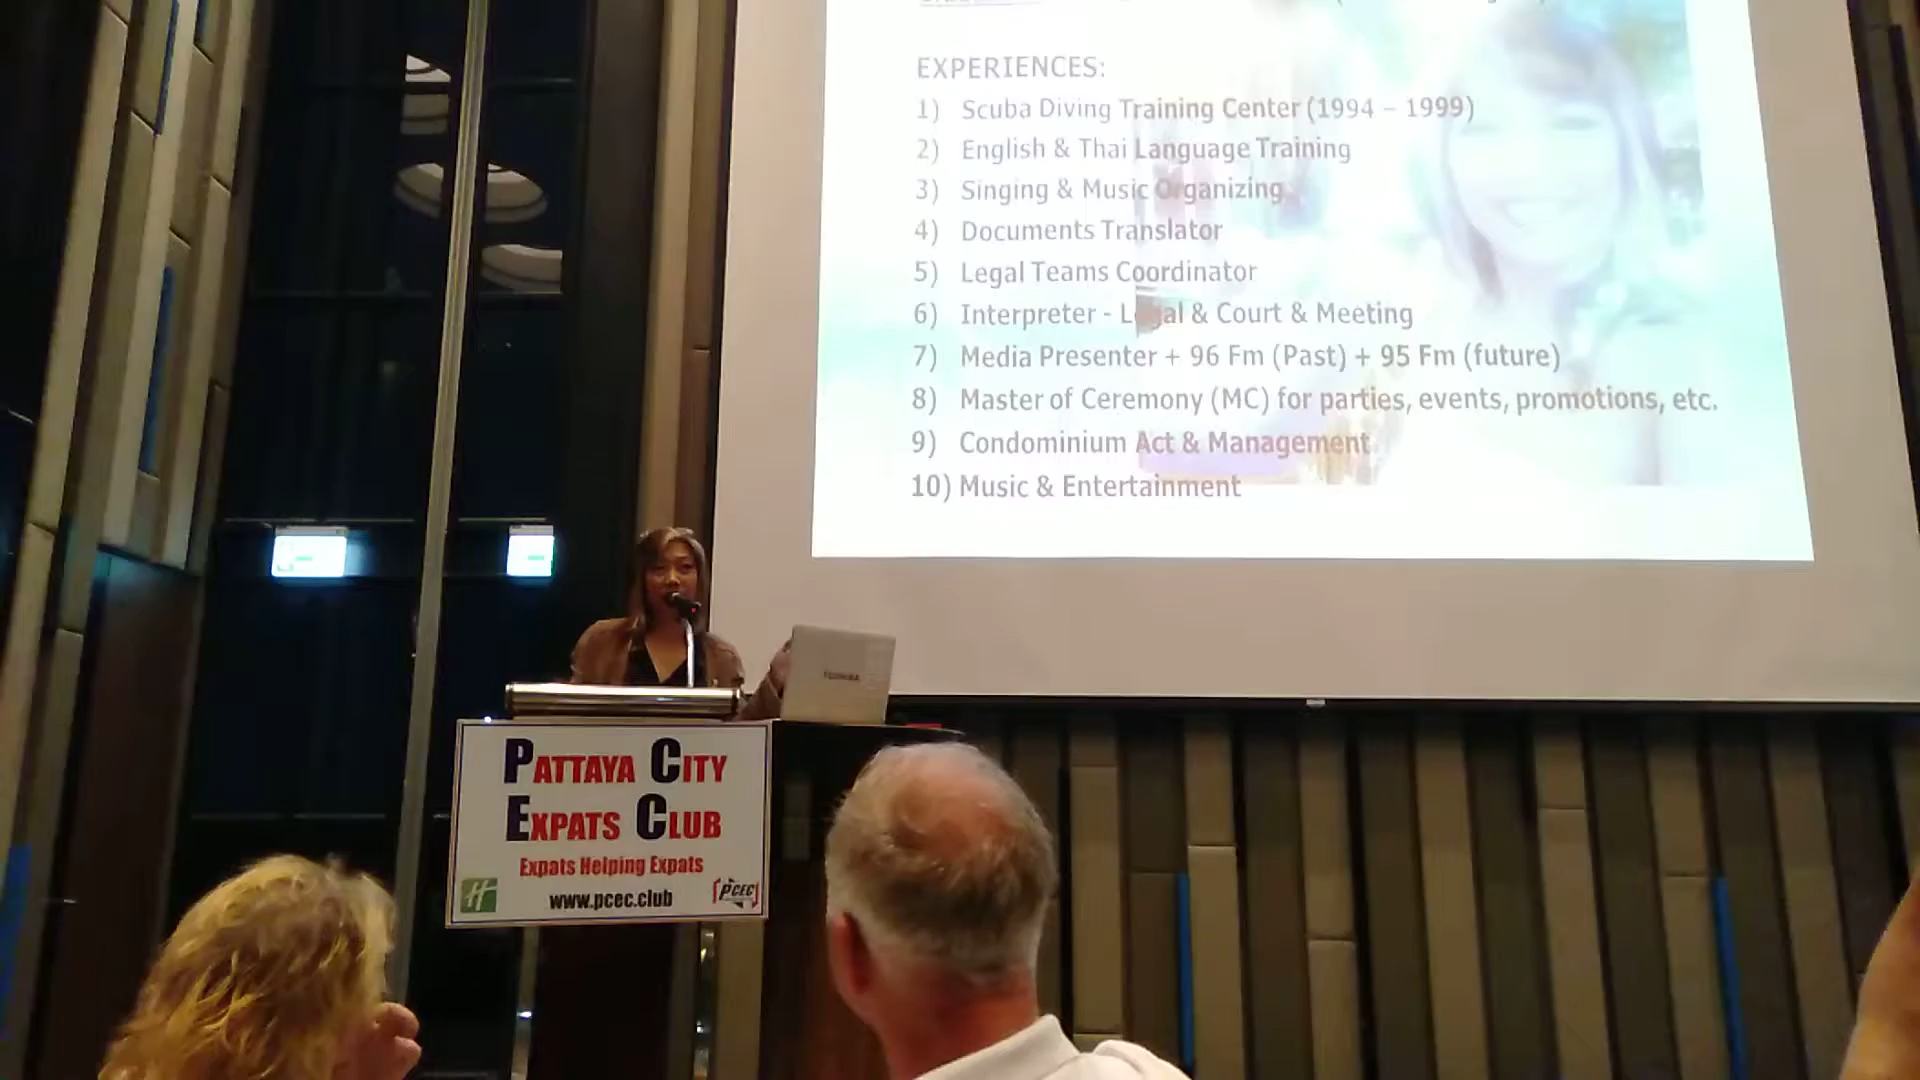 EXPERIENCES:
1) Scuba Diving Training Center (1994 – 1999)
2) English & Thai Language Training
3) Singing & Music Organizing
4) Documents Translator
5) Legal Teams Coordinator
6) Interpreter - Legal & Court & Meeting
7) Media Presenter + 96 Fm (Past) + 95 Fm (future)
8) Master of Ceremony (MC) for parties, events, promotions, etc.
9) Condominium Act & Management
10) Music & Entertainment
TOSHIBA
PATTAYA CITY
EXPATS CLUB
Expats Helping Expats
www.pcec.club
H
PCEC